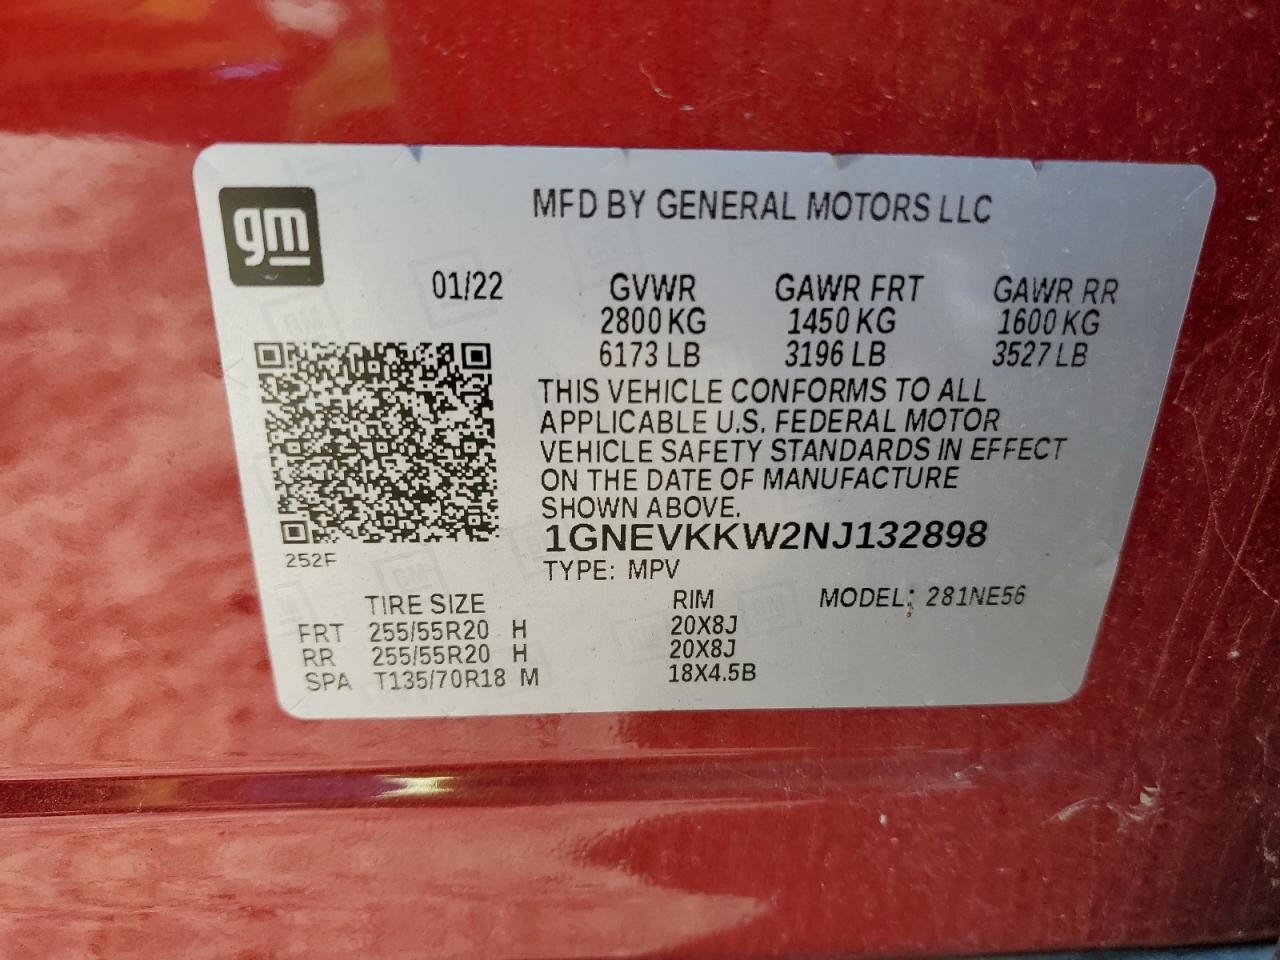 gm
MFD BY GENERAL MOTORS LLC
01/22 GVWR GAWR FRT GAWR RR
2800 KG 1450 KG 1600 KG
6173 LB 3196 LB 3527 LB
THIS VEHICLE CONFORMS TO ALL
APPLICABLE U.S. FEDERAL MOTOR
VEHICLE SAFETY STANDARDS IN EFFECT
ON THE DATE OF MANUFACTURE
SHOWN ABOVE.
1GNEVKKW2NJ132898
252F
TYPE: MPV
TIRE SIZE RIM MODEL: 281NE56
FRT 255/55R20 H 20X8J
RR 255/55R20 H 20X8J
SPA T135/70R18 M 18X4.5B